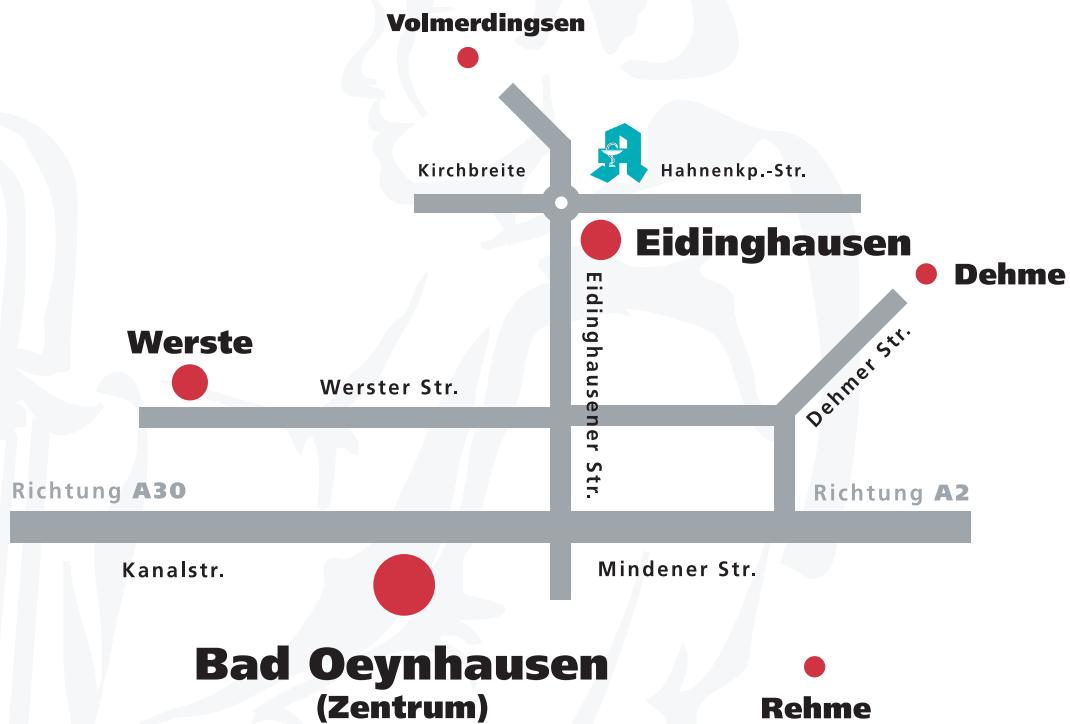 Volmerdingsen
Kirchbreite
Hahnenkp.-Str.
Eidinghausen
Dehme
Eidinghausener Str.
Werste
Werster Str.
Dehmer Str.
Richtung A30
Richtung A2
Kanalstr.
Mindener Str.
Bad Oeynhausen
(Zentrum)
Rehme